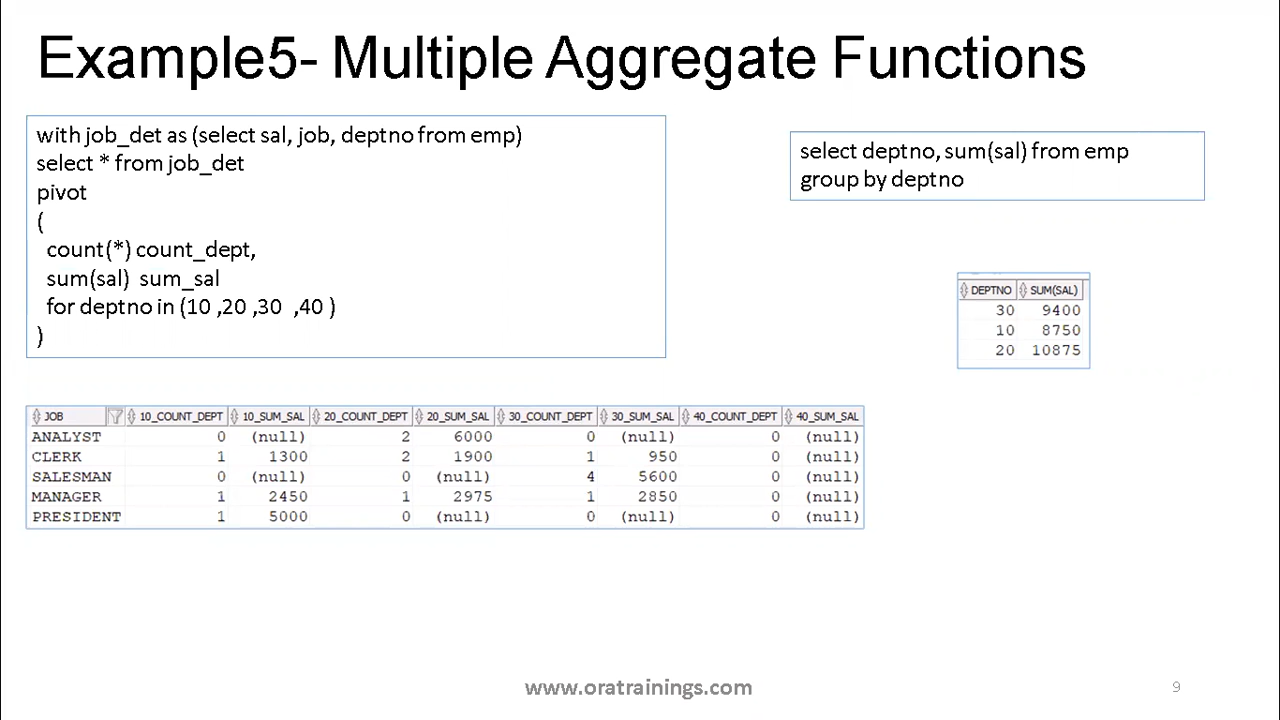 Example5- Multiple Aggregate Functions
with job_det as (select sal, job, deptno from emp)
select * from job_det
pivot
(
count(*) count_dept,
sum(sal)  sum_sal
for deptno in (10 ,20 ,30  ,40 )
)
select deptno, sum(sal) from emp
group by deptno
DEPTNO SUM(SAL)
30 9400
10 8750
20 10875
JOB 10_COUNT_DEPT 10_SUM_SAL 20_COUNT_DEPT 20_SUM_SAL 30_COUNT_DEPT 30_SUM_SAL 40_COUNT_DEPT 40_SUM_SAL
ANALYST 0 (null) 2 6000 0 (null) 0 (null)
CLERK 1 1300 2 1900 1 950 0 (null)
SALESMAN 0 (null) 0 (null) 4 5600 0 (null)
MANAGER 1 2450 1 2975 1 2850 0 (null)
PRESIDENT 1 5000 0 (null) 0 (null) 0 (null)
www.oratrainings.com
9